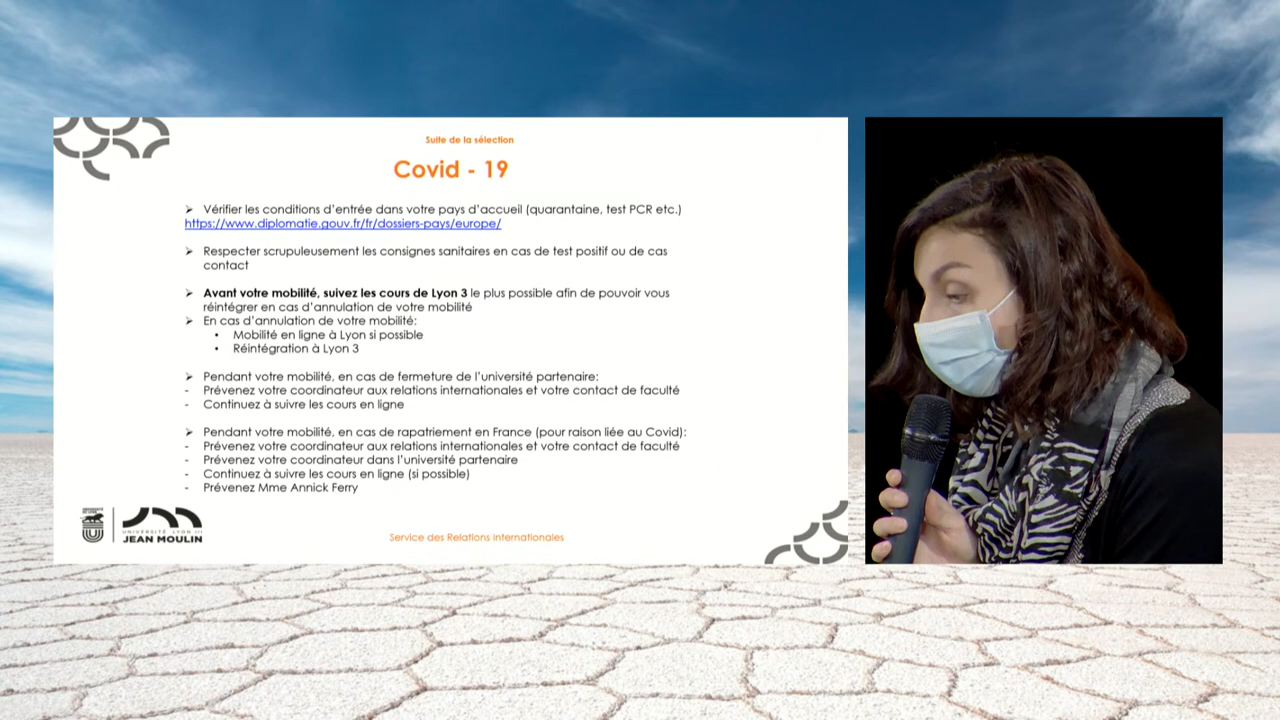 Suite de la sélection
Covid - 19
➢ Vérifier les conditions d’entrée dans votre pays d’accueil (quarantaine, test PCR etc.)
https://www.diplomatie.gouv.fr/fr/dossiers-pays/europe/
➢ Respecter scrupuleusement les consignes sanitaires en cas de test positif ou de cas
contact
➢ Avant votre mobilité, suivez les cours de Lyon 3 le plus possible afin de pouvoir vous
réintégrer en cas d’annulation de votre mobilité
➢ En cas d’annulation de votre mobilité:
• Mobilité en ligne à Lyon si possible
• Réintégration à Lyon 3
➢ Pendant votre mobilité, en cas de fermeture de l’université partenaire:
- Prévenez votre coordinateur aux relations internationales et votre contact de faculté
- Continuez à suivre les cours en ligne
➢ Pendant votre mobilité, en cas de rapatriement en France (pour raison liée au Covid):
- Prévenez votre coordinateur aux relations internationales et votre contact de faculté
- Prévenez votre coordinateur dans l’université partenaire
- Continuez à suivre les cours en ligne (si possible)
- Prévenez Mme Annick Ferry
UNIVERSITÉ LYON III
JEAN MOULIN
Service des Relations Internationales